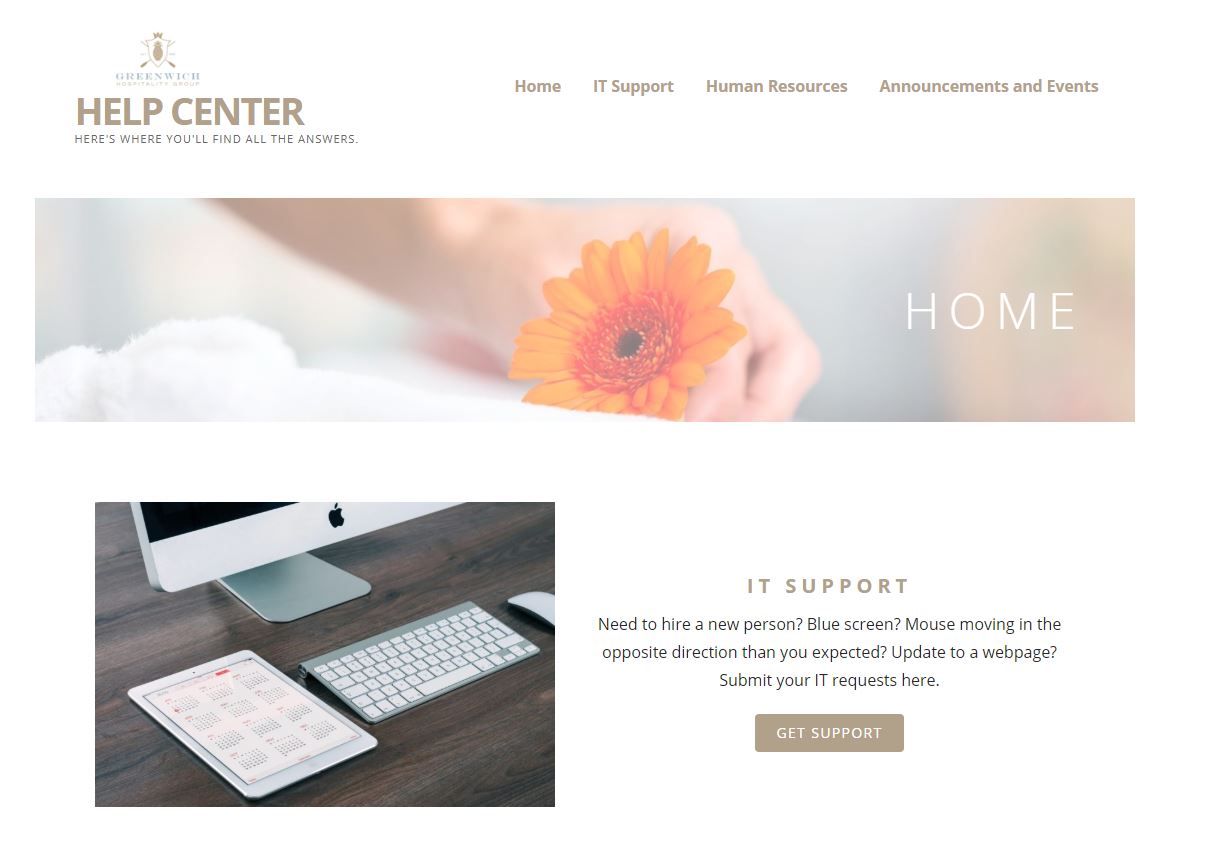 GREENWICH
HOSPITALITY GROUP
HELP CENTER
HERE'S WHERE YOU'LL FIND ALL THE ANSWERS.
Home IT Support Human Resources Announcements and Events
HOME
IT SUPPORT
Need to hire a new person? Blue screen? Mouse moving in the
opposite direction than you expected? Update to a webpage?
Submit your IT requests here.
GET SUPPORT